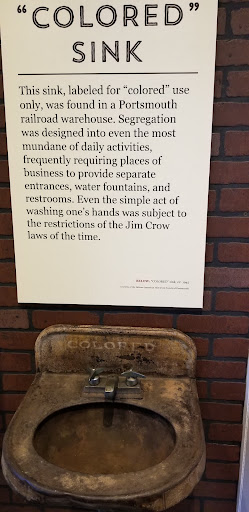 “COLORED”
SINK
This sink, labeled for “colored” use
only, was found in a Portsmouth
railroad warehouse. Segregation
was designed into even the most
mundane of daily activities,
frequently requiring places of
business to provide separate
entrances, water fountains, and
restrooms. Even the simple act of
washing one’s hands was subject to
the restrictions of the Jim Crow
laws of the time.
COLORED